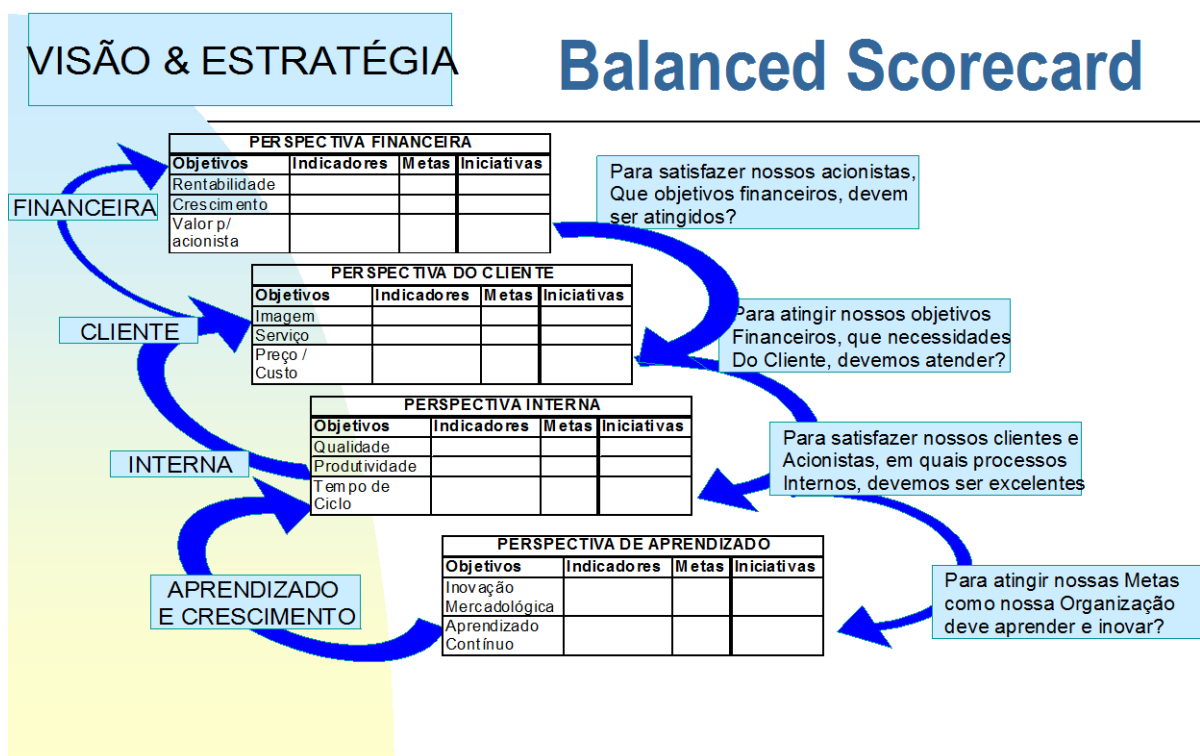 VISÃO & ESTRATÉGIA
Balanced Scorecard
PERSPECTIVA FINANCEIRA
Objetivos Indicadores Metas Iniciativas
Rentabilidade
Crescimento
Valor p/
acionista
FINANCEIRA
Para satisfazer nossos acionistas,
Que objetivos financeiros, devem
ser atingidos?
PERSPECTIVA DO CLIENTE
Objetivos Indicadores Metas Iniciativas
Imagem
Serviço
Preço /
Custo
CLIENTE
Para atingir nossos objetivos
Financeiros, que necessidades
Do Cliente, devemos atender?
PERSPECTIVA INTERNA
Objetivos Indicadores Metas Iniciativas
Qualidade
Produtividade
Tempo de
Ciclo
INTERNA
Para satisfazer nossos clientes e
Acionistas, em quais processos
Internos, devemos ser excelentes
PERSPECTIVA DE APRENDIZADO
Objetivos Indicadores Metas Iniciativas
Inovação
Mercadológica
Aprendizado
Contínuo
APRENDIZADO
E CRESCIMENTO
Para atingir nossas Metas
como nossa Organização
deve aprender e inovar?